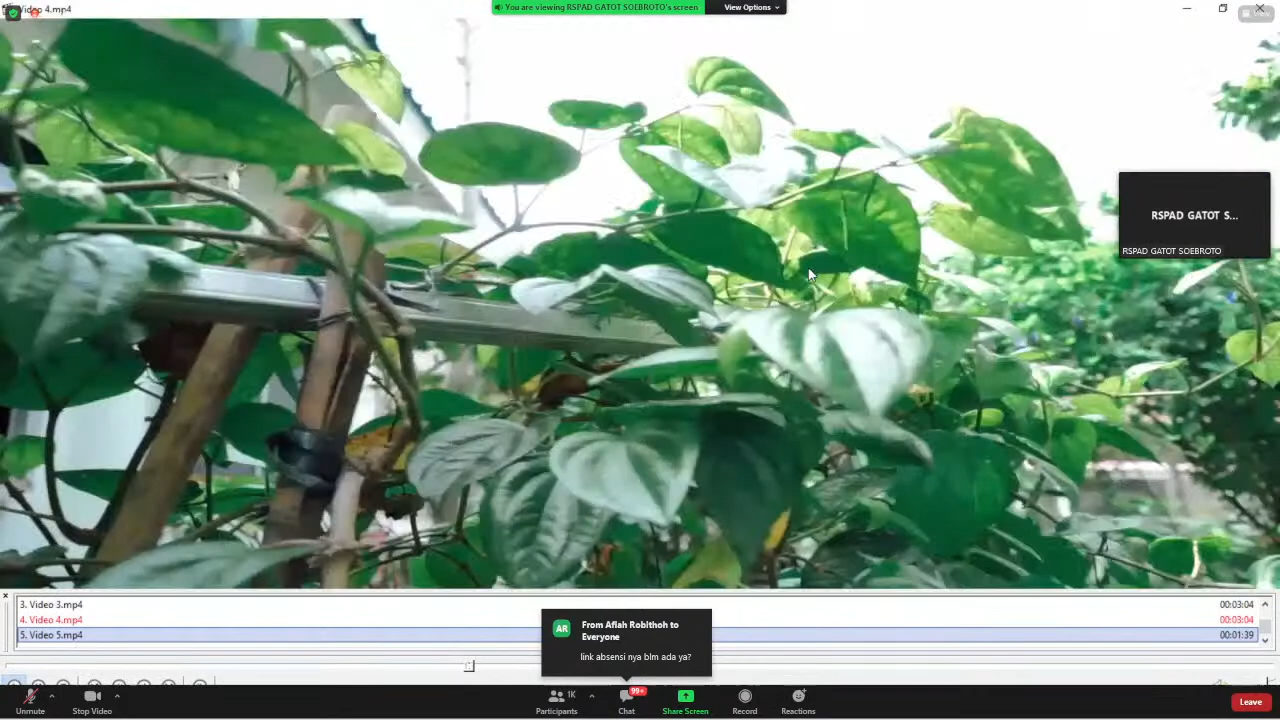 Video 4.mp4
You are viewing RSPAD GATOT SOEBROTO's screen
View Options
View
RSPAD GATOT S...
RSPAD GATOT SOEBROTO
3. Video 3.mp4 00:03:04
4. Video 4.mp4 00:03:04
5. Video 5.mp4 00:01:39
AR
From Aflah Robithoh to
Everyone
link absensi nya blm ada ya?
1K
99+
Unmute
Stop Video
Participants
Chat
Share Screen
Record
Reactions
Leave